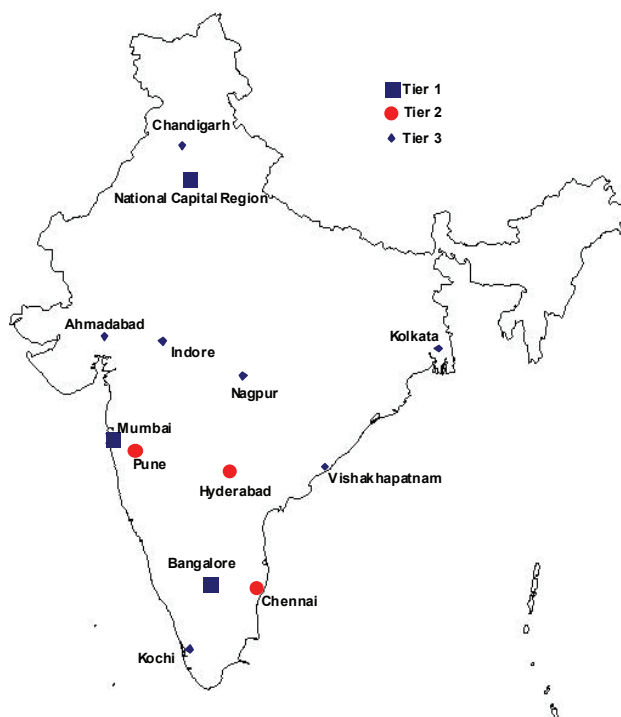 Tier 1
Tier 2
Chandigarh
Tier 3
National Capital Region
Ahmadabad
Kolkata
Indore
Nagpur
Mumbai
Pune
Hyderabad
Vishakhapatnam
Bangalore
Chennai
Kochi